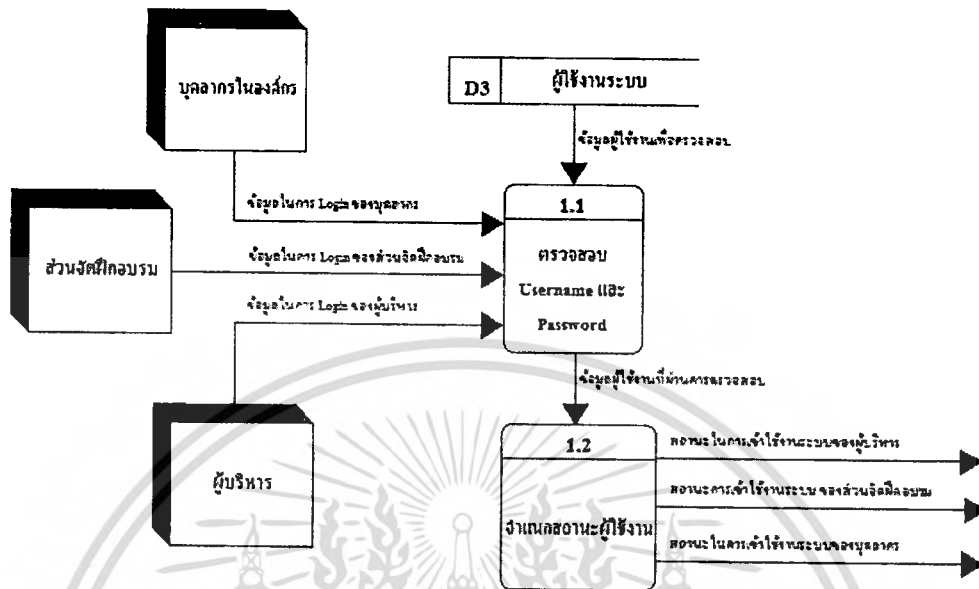 บุคลากรในองค์กร
D3 ผู้ใช้งานระบบ
ข้อมูลผู้ใช้งานเพื่อตรวจสอบ
1.1
ข้อมูลในการ Login ของบุคลากร
ส่วนจัดฝึกอบรม
ข้อมูลในการ Login ของส่วนจัดฝึกอบรม
ตรวจสอบ
Username และ
Password
ข้อมูลในการ Login ของผู้บริหาร
ข้อมูลผู้ใช้งานที่ผ่านการตรวจสอบ
ผู้บริหาร
1.2
จำแนกสถานะผู้ใช้งาน
สถานะในการเข้าใช้งานระบบของผู้บริหาร
สถานะการเข้าใช้งานระบบ ของส่วนจัดฝึกอบรม
สถานะในการเข้าใช้งานระบบของบุคลากร